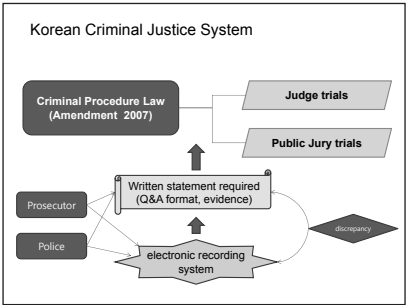 Korean Criminal Justice System
Criminal Procedure Law
(Amendment 2007)
Judge trials
Public Jury trials
Written statement required
(Q&A format, evidence)
Prosecutor
Police
discrepancy
electronic recording
system